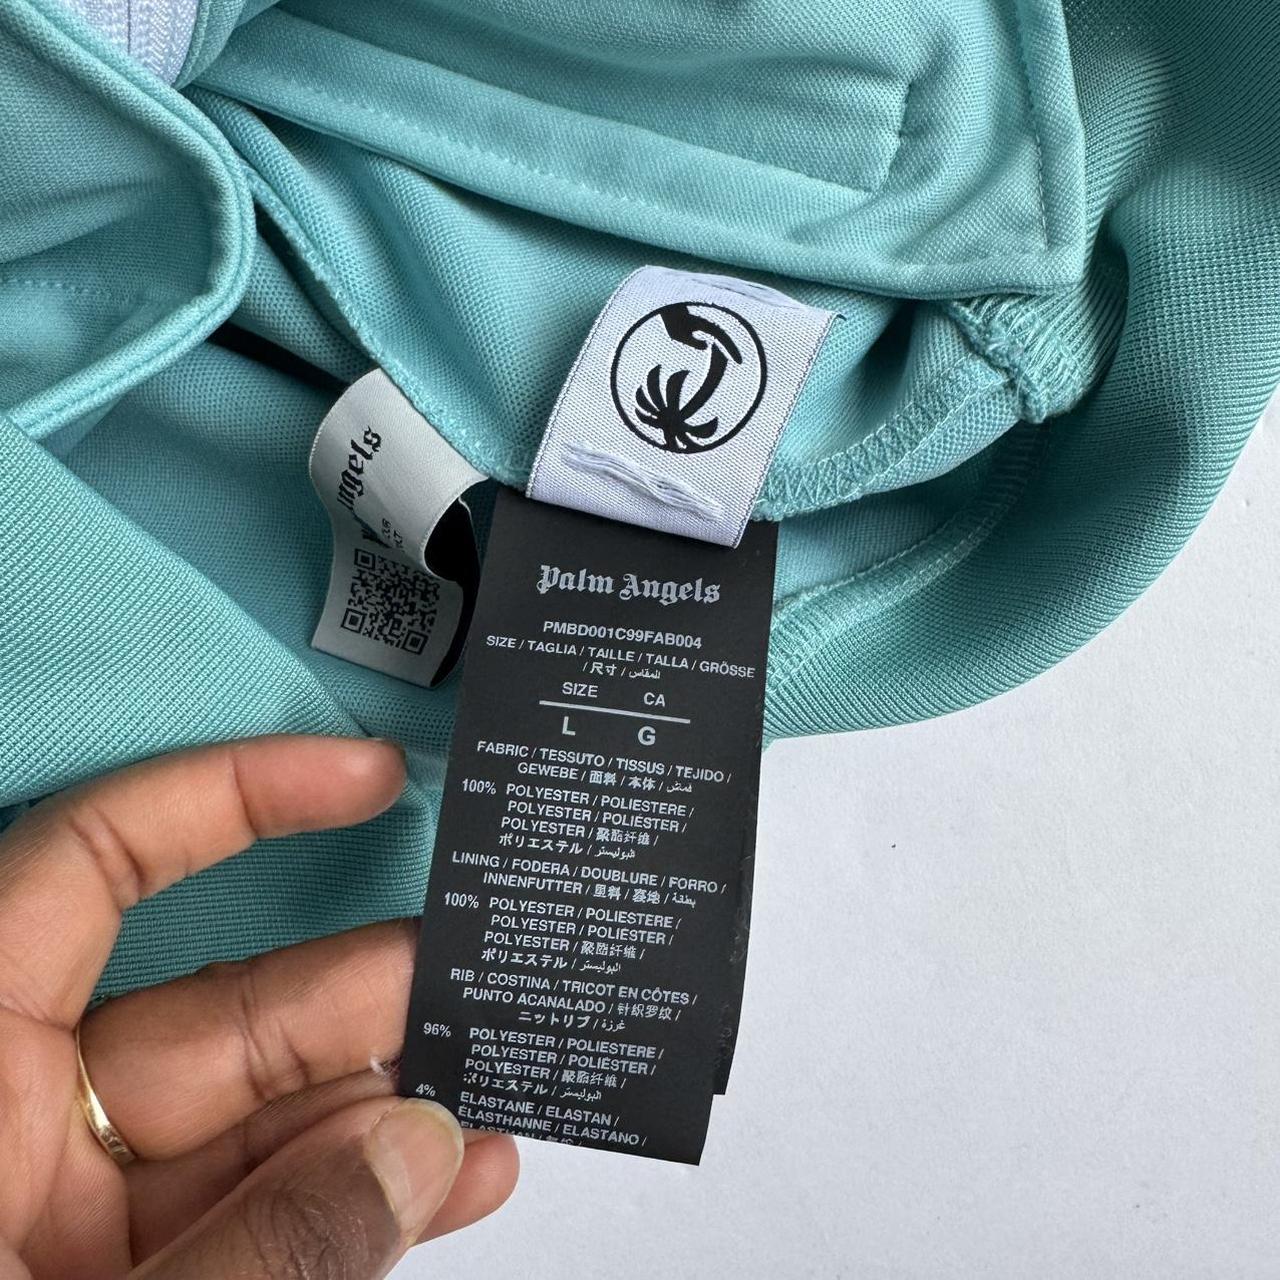 ngels
Palm Angels
PMBD001C99FAB004
SIZE / TAGLIA / TAILLE / TALLA / GRÖSSE
/ 尺寸 / المقاس
SIZE CA
L G
FABRIC / TESSUTO / TISSUS / TEJIDO /
GEWEBE / 面料 / 本体 / قماش
100% POLYESTER / POLIESTERE /
POLYESTER / POLIÉSTER /
POLYESTER / 聚酯纤维 /
ポリエステル / البوليستر
LINING / FODERA / DOUBLURE / FORRO /
INNENFUTTER / 里料 / 裏地 / بطانة
100% POLYESTER / POLIESTERE /
POLYESTER / POLIÉSTER /
POLYESTER / 聚酯纤维 /
ポリエステル / البوليستر
RIB / COSTINA / TRICOT EN CÔTES /
PUNTO ACANALADO / 针织罗纹 /
ニットリブ / غرزة
96% POLYESTER / POLIESTERE /
POLYESTER / POLIÉSTER /
POLYESTER / 聚酯纤维 /
ポリエステル / البوليستر
4% ELASTANE / ELASTAN /
ÉLASTHANNE / ELASTANO /